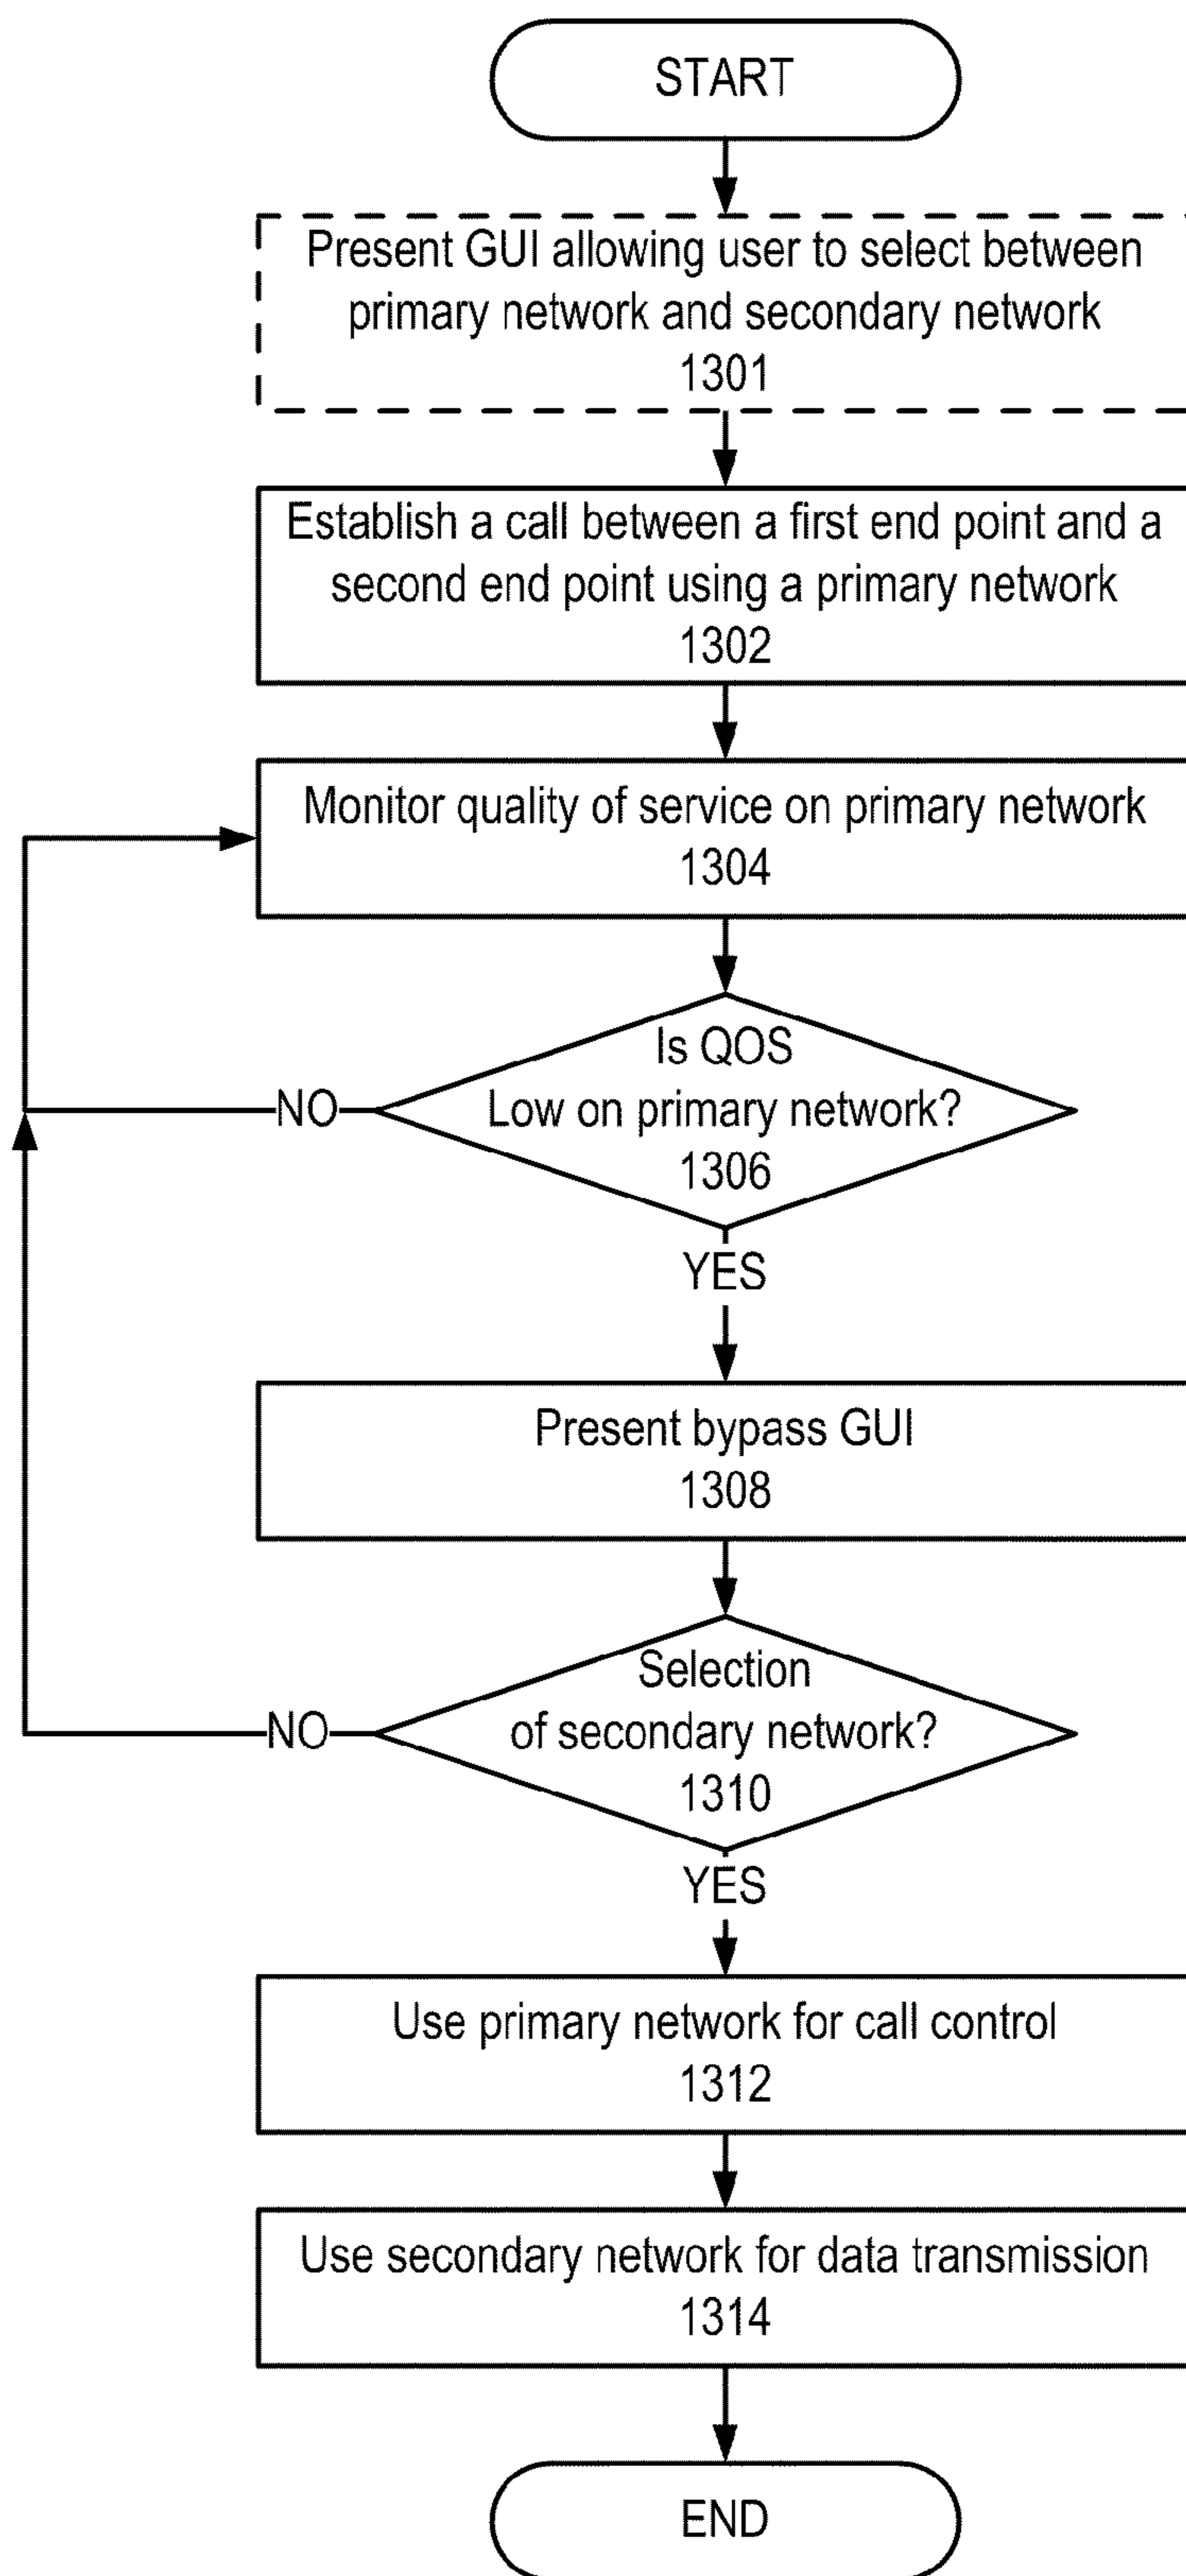 START
Present GUI allowing user to select between
primary network and secondary network
1301
Establish a call between a first end point and a
second end point using a primary network
1302
Monitor quality of service on primary network
1304
Is QOS
Low on primary network?
1306
NO
YES
Present bypass GUI
1308
Selection
of secondary network?
1310
NO
YES
Use primary network for call control
1312
Use secondary network for data transmission
1314
END